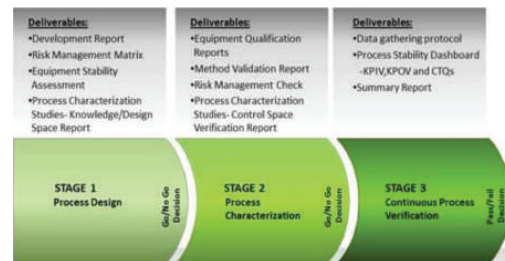 Deliverables:
•Development Report
•Risk Management Matrix
•Equipment Stability
Assessment
•Process Characterization
Studies- Knowledge/Design
Space Report
Deliverables:
•Equipment Qualification
Reports
•Method Validation Report
•Risk Management Check
•Process Characterization
Studies- Control Space
Verification Report
Deliverables:
•Data gathering protocol
•Process Stability Dashboard
-KPIV,KPOV and CTQs
•Summary Report
STAGE 1
Process Design
Go/No Go
Decision
STAGE 2
Process
Characterization
Go/No Go
Decision
STAGE 3
Continuous Process
Verification
Pass/Fail
Decision